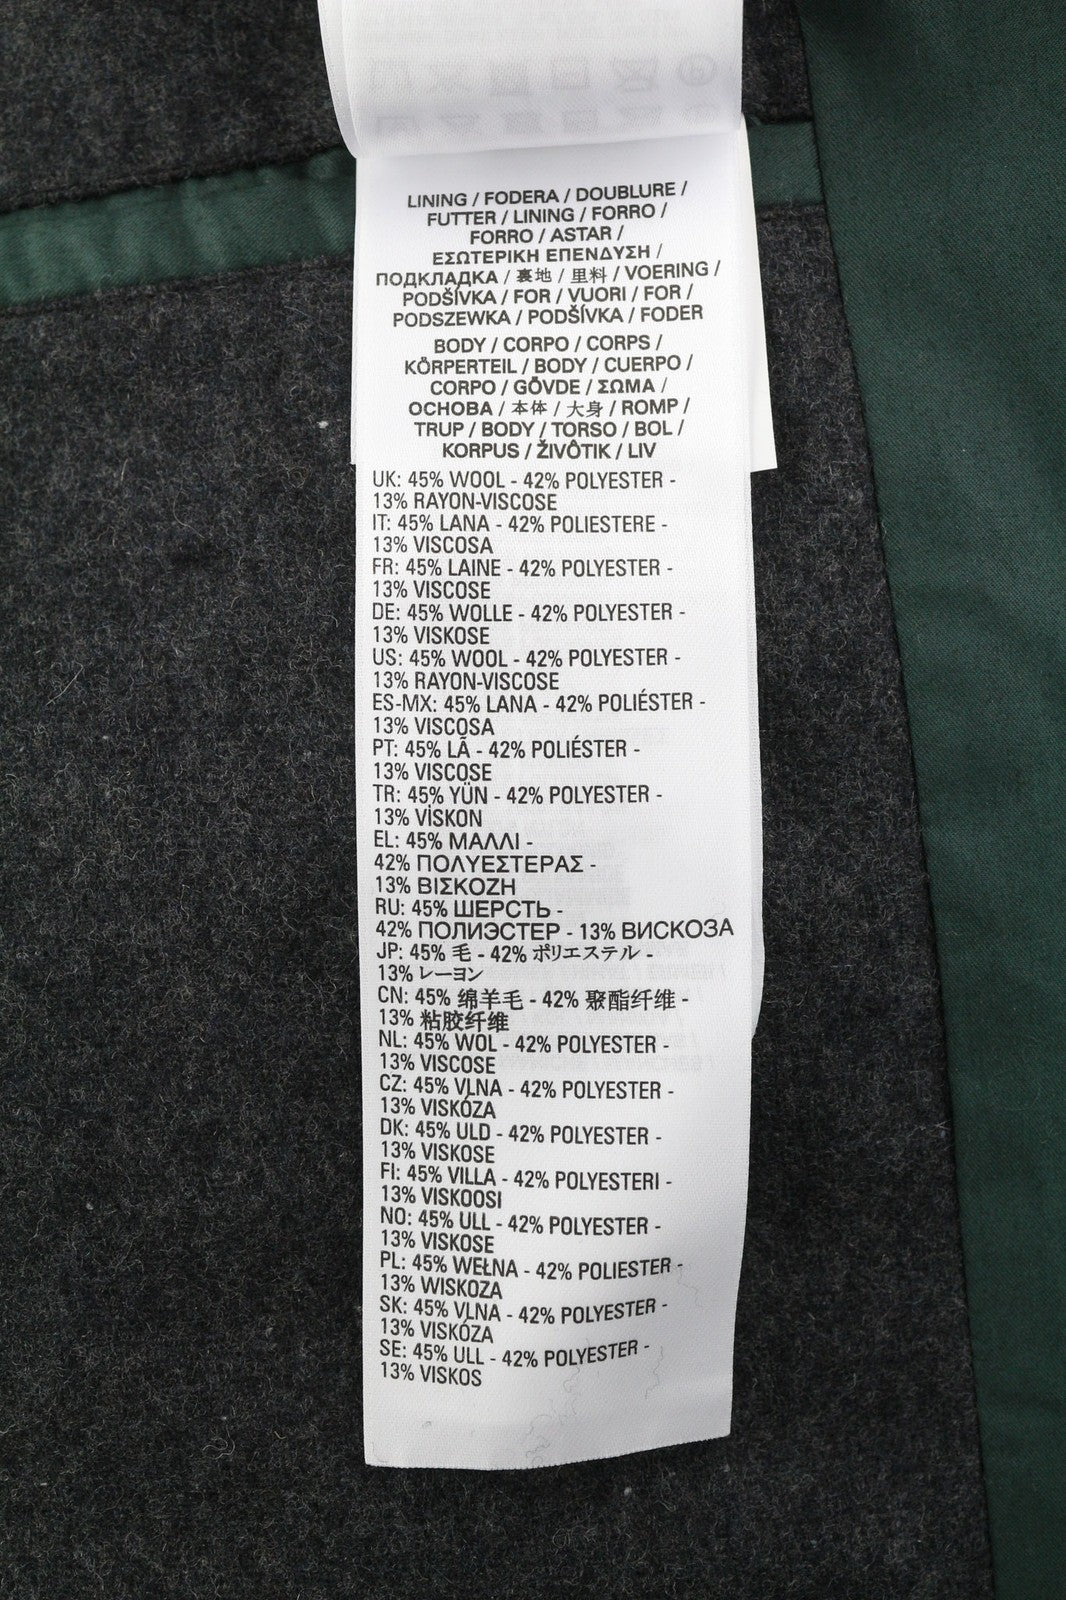 LINING / FODERA / DOUBLURE /
FUTTER / LINING / FORRO /
FORRO / ASTAR /
ΕΣΩΤΕΡΙΚΗ ΕΠΕΝΔΥΣΗ /
ПОДКЛАДКА / 裏地 / 里料 / VOERING /
PODŠÍVKA / FOR / VUORI / FOR /
PODSZEWKA / PODŠÍVKA / FODER
BODY / CORPO / CORPS /
KÖRPERTEIL / BODY / CUERPO /
CORPO / GÖVDE / ΣΩΜΑ /
ОСНОВА / 本体 / 大身 / ROMP /
TRUP / BODY / TORSO / BOL /
KORPUS / ŽIVÔTIK / LIV
UK: 45% WOOL - 42% POLYESTER -
13% RAYON-VISCOSE
IT: 45% LANA - 42% POLIESTERE -
13% VISCOSA
FR: 45% LAINE - 42% POLYESTER -
13% VISCOSE
DE: 45% WOLLE - 42% POLYESTER -
13% VISKOSE
US: 45% WOOL - 42% POLYESTER -
13% RAYON-VISCOSE
ES-MX: 45% LANA - 42% POLIÉSTER -
13% VISCOSA
PT: 45% LÃ - 42% POLIÉSTER -
13% VISCOSE
TR: 45% YÜN - 42% POLYESTER -
13% VİSKON
EL: 45% ΜΑΛΛΙ -
42% ΠΟΛΥΕΣΤΕΡΑΣ -
13% ΒΙΣΚΟΖΗ
RU: 45% ШЕРСТЬ -
42% ПОЛИЭСТЕР - 13% ВИСКОЗА
JP: 45% 毛 - 42% ポリエステル -
13% レーヨン
CN: 45% 绵羊毛 - 42% 聚酯纤维 -
13% 粘胶纤维
NL: 45% WOL - 42% POLYESTER -
13% VISCOSE
CZ: 45% VLNA - 42% POLYESTER -
13% VISKÓZA
DK: 45% ULD - 42% POLYESTER -
13% VISKOSE
FI: 45% VILLA - 42% POLYESTERI -
13% VISKOOSI
NO: 45% ULL - 42% POLYESTER -
13% VISKOSE
PL: 45% WEŁNA - 42% POLIESTER -
13% WISKOZA
SK: 45% VLNA - 42% POLYESTER -
13% VISKÓZA
SE: 45% ULL - 42% POLYESTER -
13% VISKOS